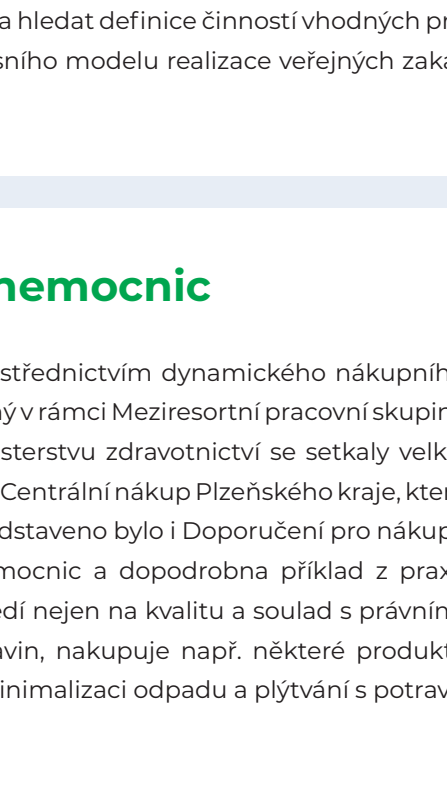 a hledat definice činností vhodných pr
sního modelu realizace veřejných zaká
nemocnic
střednictvím dynamického nákupníh
ný v rámci Meziresortní pracovní skupin
sterstvu zdravotnictví se setkaly velk
Centrální nákup Plzeňského kraje, kter
dstaveno bylo i Doporučení pro nákup
mocnic a dopodrobna příklad z prax
edí nejen na kvalitu a soulad s právním
avin, nakupuje např. některé produkt
inimalizaci odpadu a plýtvání s potrav